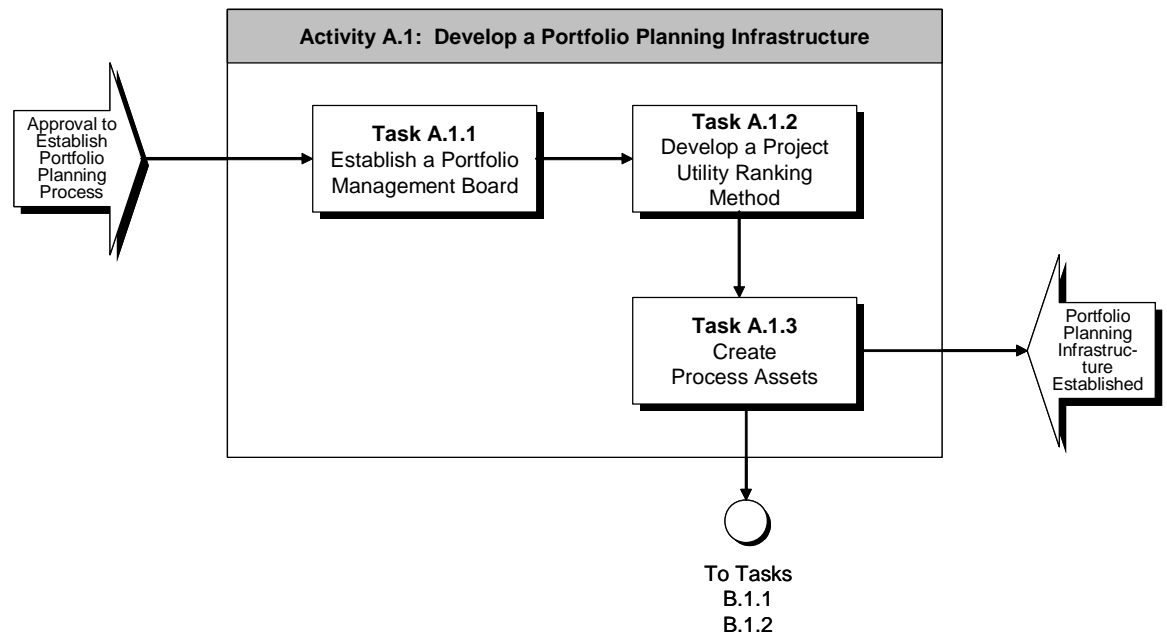 Activity A.1: Develop a Portfolio Planning Infrastructure
Approval to
Establish
Portfolio
Planning
Process
Task A.1.1
Establish a Portfolio
Management Board
Task A.1.2
Develop a Project
Utility Ranking
Method
Task A.1.3
Create
Process Assets
Portfolio
Planning
Infrastruc-
ture
Established
To Tasks
B.1.1
B.1.2